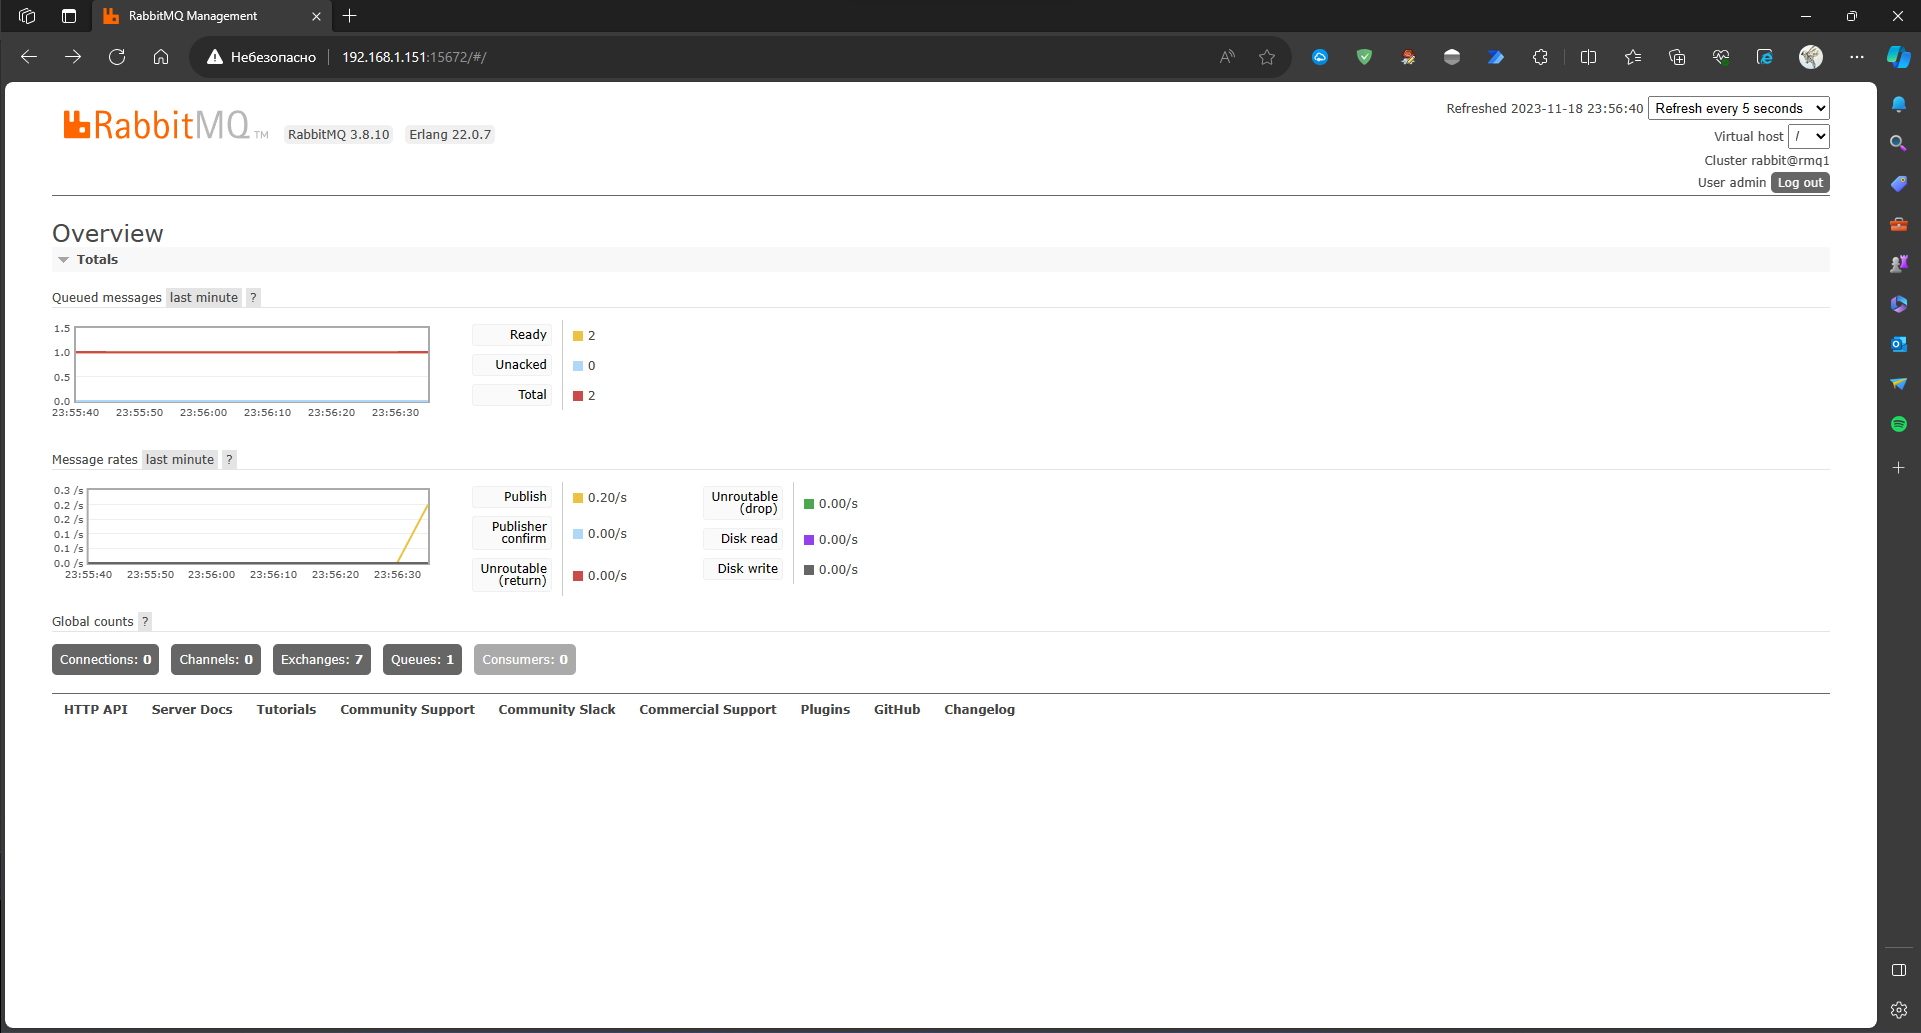 RabbitMQ Management
Небезопасно
192.168.1.151:15672/#/
RabbitMQ TM
RabbitMQ 3.8.10
Erlang 22.0.7
Refreshed 2023-11-18 23:56:40
Refresh every 5 seconds
Virtual host
/
Cluster rabbit@rmq1
User admin
Log out
Overview
Totals
Queued messages last minute ?
1.5
1.0
0.5
0.0
23:55:40 23:55:50 23:56:00 23:56:10 23:56:20 23:56:30
Ready 2
Unacked 0
Total 2
Message rates last minute ?
0.3 /s
0.2 /s
0.2 /s
0.1 /s
0.1 /s
0.0 /s
23:55:40 23:55:50 23:56:00 23:56:10 23:56:20 23:56:30
Publish 0.20/s
Publisher
confirm 0.00/s
Unroutable
(return) 0.00/s
Unroutable
(drop) 0.00/s
Disk read 0.00/s
Disk write 0.00/s
Global counts ?
Connections: 0
Channels: 0
Exchanges: 7
Queues: 1
Consumers: 0
HTTP API Server Docs Tutorials Community Support Community Slack Commercial Support Plugins GitHub Changelog